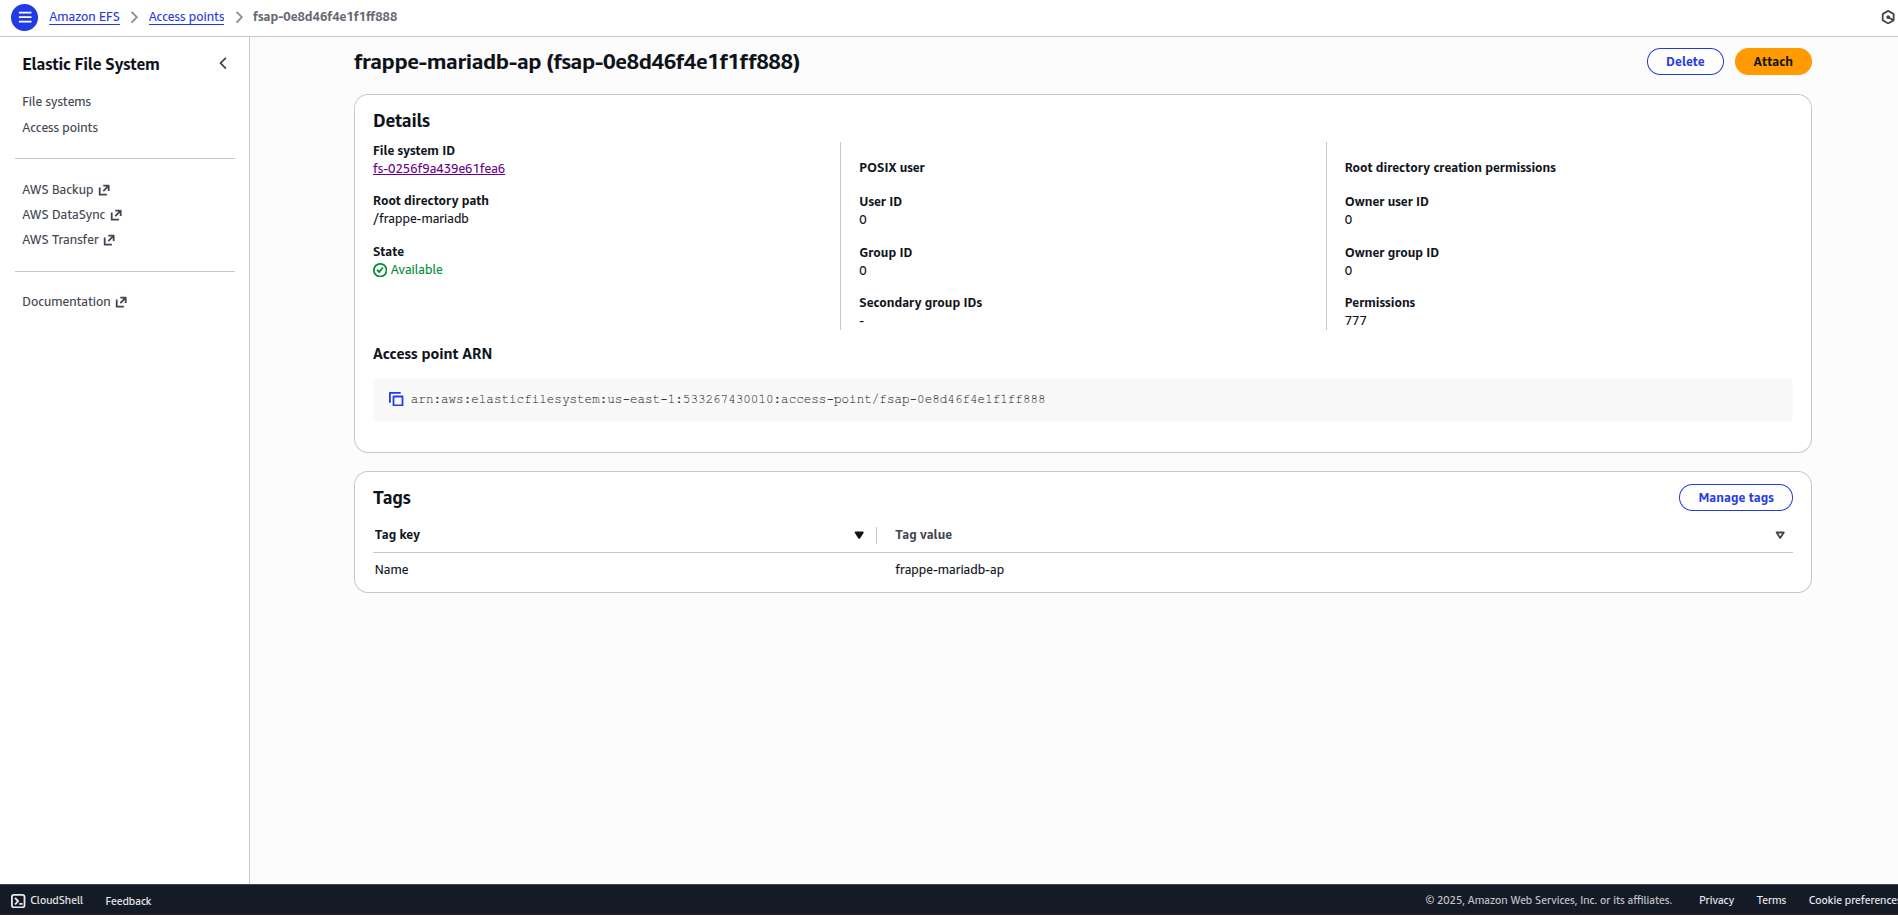 Amazon EFS > Access points > fsap-0e8d46f4e1f1ff888
Elastic File System
File systems
Access points
AWS Backup
AWS DataSync
AWS Transfer
Documentation
frappe-mariadb-ap (fsap-0e8d46f4e1f1ff888)
Delete
Attach
Details
File system ID
fs-0256f9a439e61fea6
Root directory path
/frappe-mariadb
State
Available
POSIX user
User ID
0
Group ID
0
Secondary group IDs
-
Root directory creation permissions
Owner user ID
0
Owner group ID
0
Permissions
777
Access point ARN
arn:aws:elasticfilesystem:us-east-1:533267430010:access-point/fsap-0e8d46f4e1f1ff888
Tags
Manage tags
Tag key
Tag value
Name
frappe-mariadb-ap
CloudShell
Feedback
© 2025, Amazon Web Services, Inc. or its affiliates.
Privacy
Terms
Cookie preference